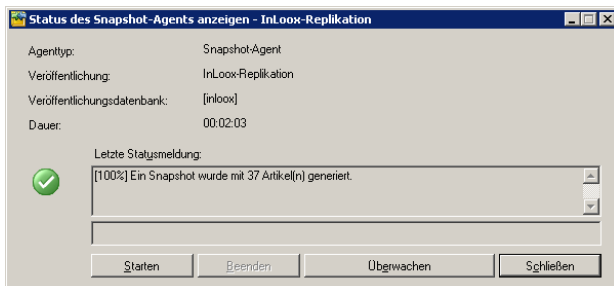 Status des Snapshot-Agents anzeigen - InLoox-Replikation
Agenttyp: Snapshot-Agent
Veröffentlichung: InLoox-Replikation
Veröffentlichungsdatenbank: [inloox]
Dauer: 00:02:03
Letzte Statusmeldung:
[100%] Ein Snapshot wurde mit 37 Artikel(n) generiert.
Starten Beenden Überwachen Schließen